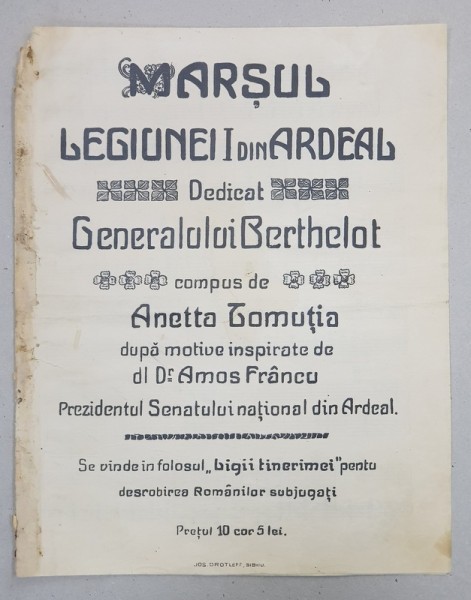 MARȘUL
LEGIUNEI I DIN ARDEAL
Dedicat
Generalului Berthelot
compus de
Anetta Tomuția
după motive inspirate de
dl Dr Amos Frâncu
Prezidentul Senatului național din Ardeal.
Se vinde in folosul „Ligii tinerimei" pentu
desrobirea Românilor subjugați
Prețul 10 cor 5 lei.
JOS. DROTLEFF, SIBIIU.